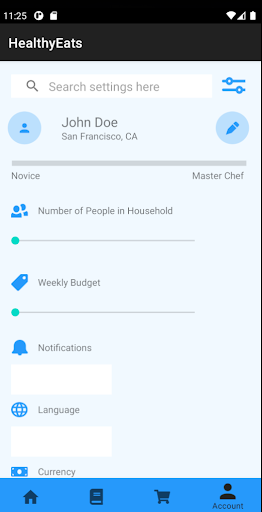 11:25
HealthyEats
Search settings here
John Doe
San Francisco, CA
Novice Master Chef
Number of People in Household
Weekly Budget
Notifications
Language
Currency
Account